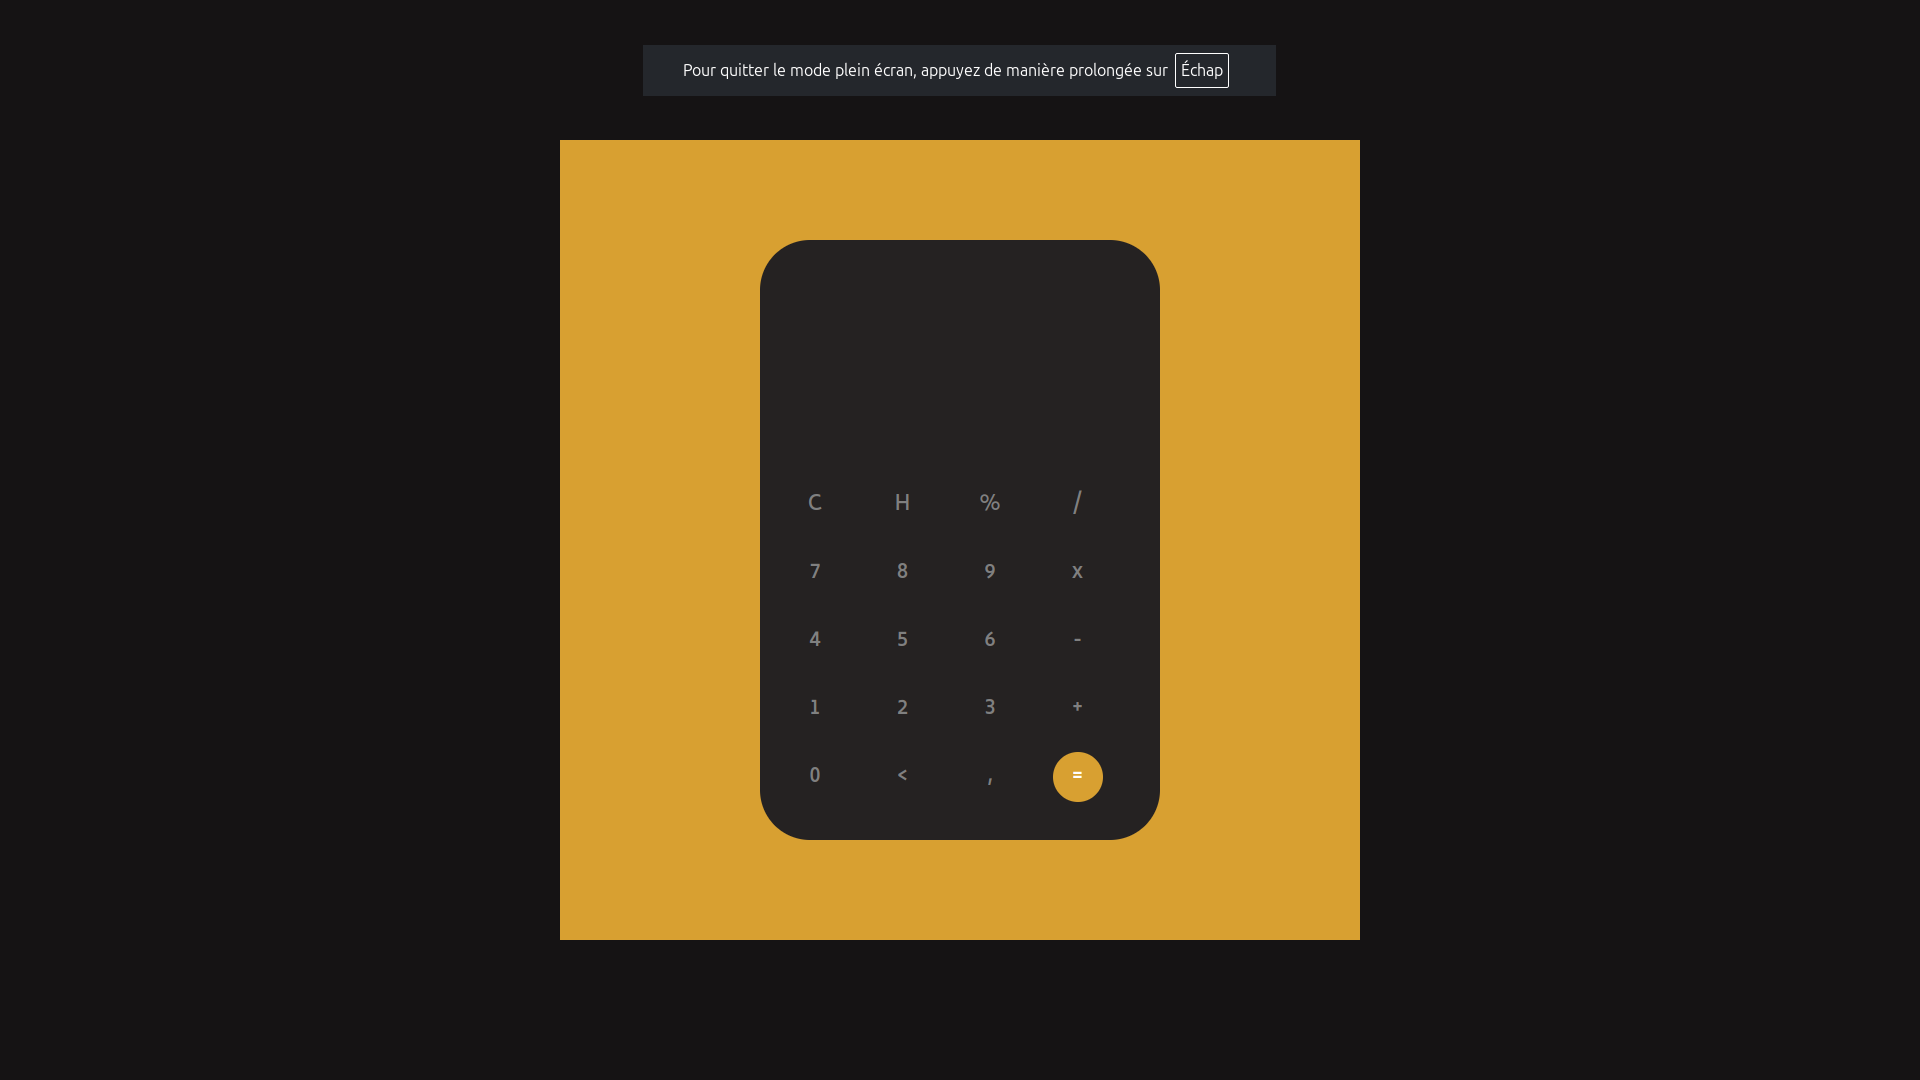 Pour quitter le mode plein écran, appuyez de manière prolongée sur Échap
C H % /
7 8 9 x
4 5 6 -
1 2 3 +
0 < , =